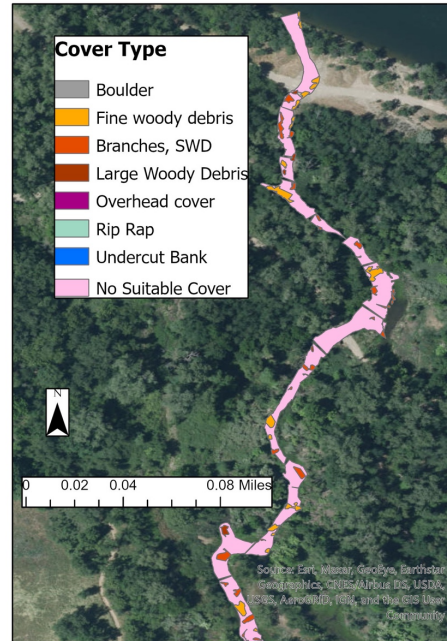 Cover Type
Boulder
Fine woody debris
Branches, SWD
Large Woody Debris
Overhead cover
Rip Rap
Undercut Bank
No Suitable Cover
N
0 0.02 0.04 0.08 Miles
Source: Esri, Maxar, GeoEye, Earthstar
Geographics, CNES/Airbus DS, USDA,
USGS, AeroGRID, IGN, and the GIS User
Community